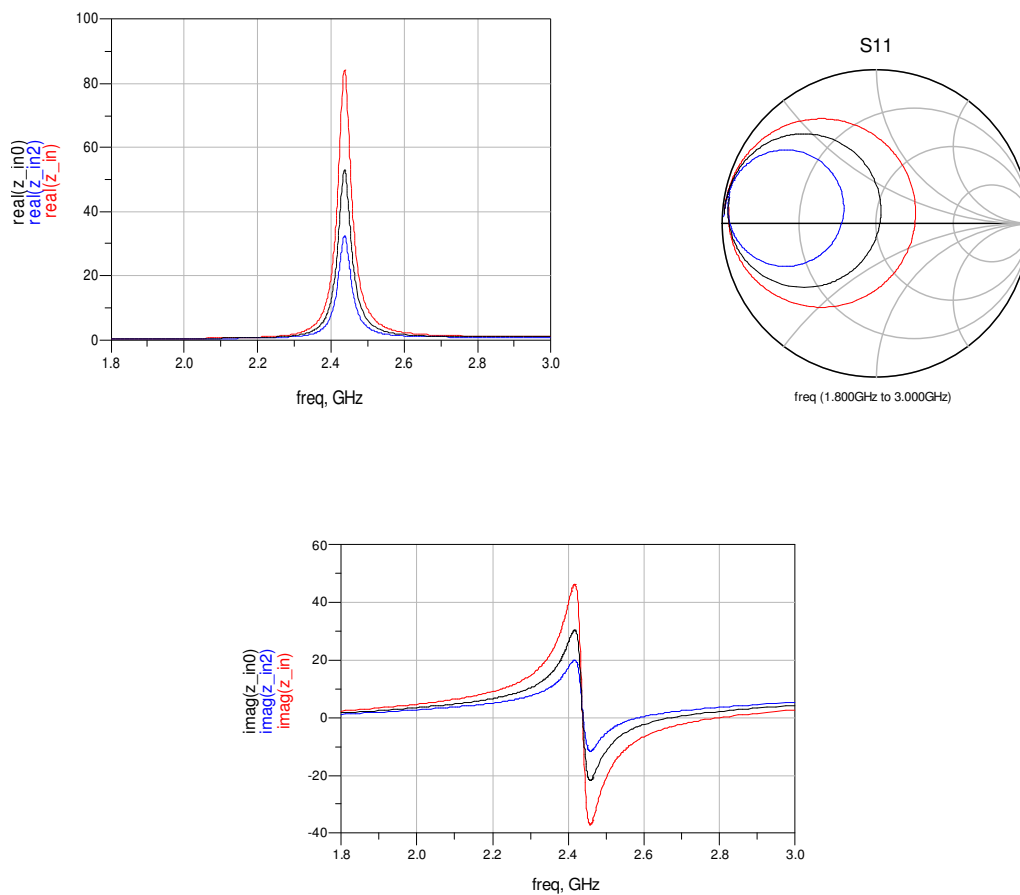 real(z_in0)
real(z_in2)
real(z_in)
100
80
60
40
20
0
1.8
2.0
2.2
2.4
2.6
2.8
3.0
freq, GHz
S11
freq (1.800GHz to 3.000GHz)
imag(z_in0)
imag(z_in2)
imag(z_in)
60
40
20
0
-20
-40
1.8
2.0
2.2
2.4
2.6
2.8
3.0
freq, GHz